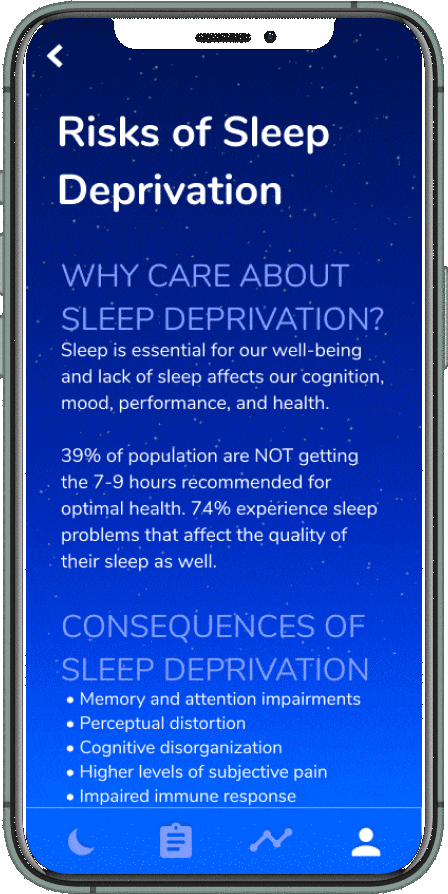 Risks of Sleep
Deprivation
WHY CARE ABOUT
SLEEP DEPRIVATION?
Sleep is essential for our well-being
and lack of sleep affects our cognition,
mood, performance, and health.
39% of population are NOT getting
the 7-9 hours recommended for
optimal health. 74% experience sleep
problems that affect the quality of
their sleep as well.
CONSEQUENCES OF
SLEEP DEPRIVATION
• Memory and attention impairments
• Perceptual distortion
• Cognitive disorganization
• Higher levels of subjective pain
• Impaired immune response